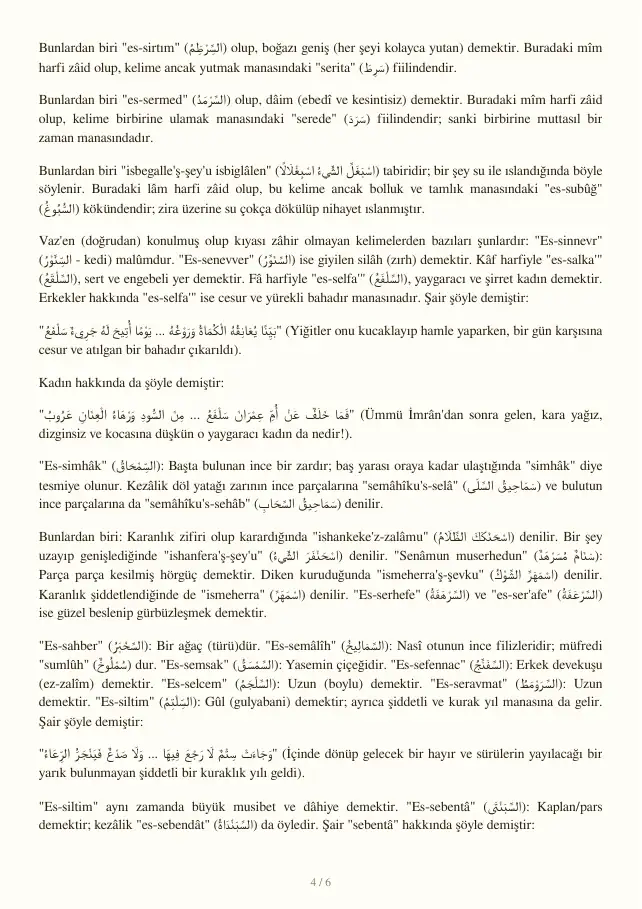 Bunlardan biri "es-sirtım" (السِّرْطِمُ) olup, boğazı geniş (her şeyi kolayca yutan) demektir. Buradaki mîm
harfi zâid olup, kelime ancak yutmak manasındaki "serita" (سَرِطَ) fiilindendir.
Bunlardan biri "es-sermed" (السَّرْمَدُ) olup, dâim (ebedî ve kesintisiz) demektir. Buradaki mîm harfi zâid
olup, kelime birbirine ulamak manasındaki "serede" (سَرَدَ) fiilindendir; sanki birbirine muttasıl bir
zaman manasındadır.
Bunlardan biri "isbegalle'ş-şey'u isbiglâlen" (اسْبَغَلَّ الشَّيْءُ اسْبِغْلَالًا) tabiridir; bir şey su ile ıslandığında böyle
söylenir. Buradaki lâm harfi zâid olup, bu kelime ancak bolluk ve tamlık manasındaki "es-subûğ"
(السُّبُوغُ) kökündendir; zira üzerine su çokça dökülüp nihayet ıslanmıştır.
Vaz'en (doğrudan) konulmuş olup kıyası zâhir olmayan kelimelerden bazıları şunlardır: "Es-sinnevr"
(السِّنَّوْرُ - kedi) malûmdur. "Es-senevver" (السَّنَوَّرُ) ise giyilen silâh (zırh) demektir. Kâf harfiyle "es-salka'"
(السَّلْقَعُ), sert ve engebeli yer demektir. Fâ harfiyle "es-selfa'" (السَّلْفَعُ), yaygaracı ve şirret kadın demektir.
Erkekler hakkında "es-selfa'" ise cesur ve yürekli bahadır manasınadır. Şair şöyle demiştir:
"بَيْنَا يُعَانِقُهُ الْكُمَاةُ وَرَوْغُهُ ... يَوْمًا أُتِيحَ لَهُ جَرِيءٌ سَلْفَعُ" (Yiğitler onu kucaklayıp hamle yaparken, bir gün karşısına
cesur ve atılgan bir bahadır çıkarıldı).
Kadın hakkında da şöyle demiştir:
"فَمَا خَلَفٌ عَنْ أُمِّ عِمْرَانَ سَلْفَعٌ ... مِنَ السُّودِ وَرْهَاءُ الْعِنَانِ عَرُوبُ" (Ümmü İmrân'dan sonra gelen, kara yağız,
dizginsiz ve kocasına düşkün o yaygaracı kadın da nedir!).
"Es-simhâk" (السِّمْحَاقُ): Başta bulunan ince bir zardır; baş yarası oraya kadar ulaştığında "simhâk" diye
tesmiye olunur. Kezâlik döl yatağı zarının ince parçalarına "semâhîku's-selâ" (سَمَاحِيقُ السَّلَى) ve bulutun
ince parçalarına da "semâhîku's-sehâb" (سَمَاحِيقُ السَّحَابِ) denilir.
Bunlardan biri: Karanlık zifiri olup karardığında "ishankeke'z-zalâmu" (اسْحَنْكَكَ الظَّلَامُ) denilir. Bir şey
uzayıp genişlediğinde "ishanfera'ş-şey'u" (اسْحَنْفَرَ الشَّيْءُ) denilir. "Senâmun muserhedun" (سَنَامٌ مُسَرْهَدٌ):
Parça parça kesilmiş hörgüç demektir. Diken kuruduğunda "ismeherra'ş-şevku" (اسْمَهَرَّ الشَّوْكُ) denilir.
Karanlık şiddetlendiğinde de "ismeherra" (اسْمَهَرَّ) denilir. "Es-serhefe" (السَّرْهَفَةُ) ve "es-ser'afe" (السَّرْعَفَةُ)
ise güzel beslenip gürbüzleşmek demektir.
"Es-sahber" (السَّحْبَرُ): Bir ağaç (türü)dür. "Es-semâlîh" (السَّمَالِيخُ): Nasî otunun ince filizleridir; müfredi
"sumlûh" (سُمْلُوخٌ) dur. "Es-semsak" (السَّمْسَقُ): Yasemin çiçeğidir. "Es-sefennac" (السَّفَنَّجُ): Erkek devekuşu
(ez-zalîm) demektir. "Es-selcem" (السَّلْجَمُ): Uzun (boylu) demektir. "Es-seravmat" (السَّرَوْمَطُ): Uzun
demektir. "Es-siltim" (السِّلْتِمُ): Gûl (gulyabani) demektir; ayrıca şiddetli ve kurak yıl manasına da gelir.
Şair şöyle demiştir:
"وَجَاءَتْ سِلْتِمٌ لَا رَجْعَ فِيهَا ... وَلَا صَدْعٌ فَيَنْجَبِرُ الرِّعَاءُ" (İçinde dönüp gelecek bir hayır ve sürülerin yayılacağı bir
yarık bulunmayan şiddetli bir kuraklık yılı geldi).
"Es-siltim" aynı zamanda büyük musibet ve dâhiye demektir. "Es-sebentâ" (السَّبَنْتَى): Kaplan/pars
demektir; kezâlik "es-sebendât" (السَّبَنْدَاةُ) da öyledir. Şair "sebentâ" hakkında şöyle demiştir:
4 / 6